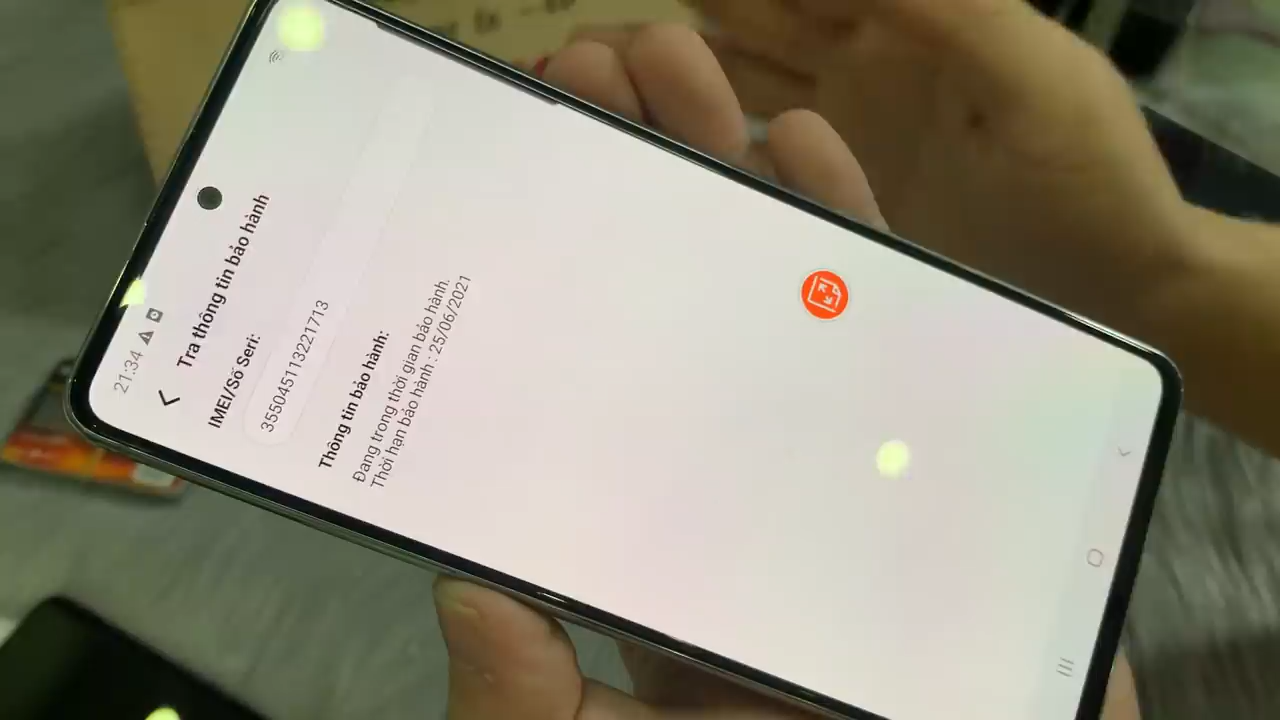 21:34
Tra thông tin bảo hành
IMEI/Số Seri:
355045113221713
Thông tin bảo hành:
Đang trong thời gian bảo hành.
Thời hạn bảo hành : 25/06/2021